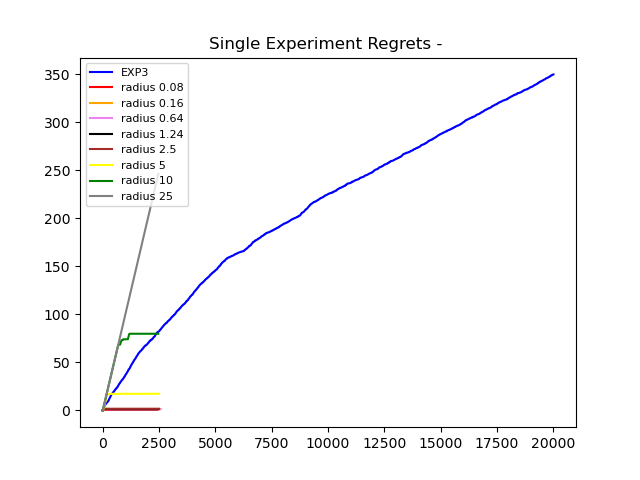 Single Experiment Regrets -
EXP3
radius 0.08
radius 0.16
radius 0.64
radius 1.24
radius 2.5
radius 5
radius 10
radius 25
350
300
250
200
150
100
50
0
0 2500 5000 7500 10000 12500 15000 17500 20000